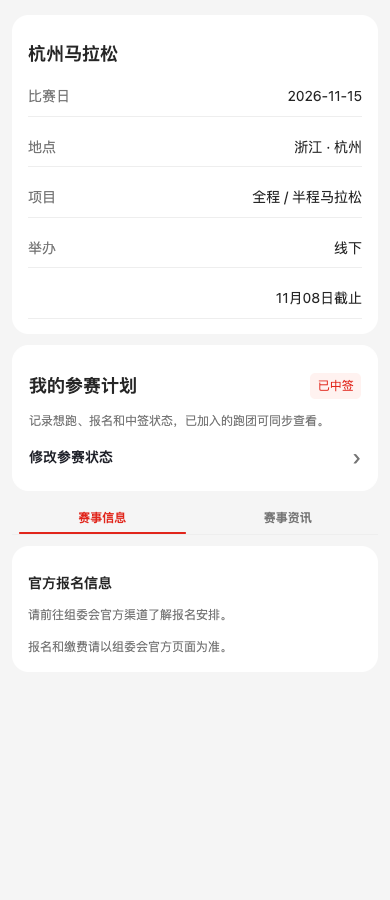 杭州马拉松
比赛日 2026-11-15
地点 浙江 · 杭州
项目 全程 / 半程马拉松
举办 线下
11月08日截止
我的参赛计划 已中签
记录想跑、报名和中签状态，已加入的跑团可同步查看。
修改参赛状态 ›
赛事信息 赛事资讯
官方报名信息
请前往组委会官方渠道了解报名安排。
报名和缴费请以组委会官方页面为准。